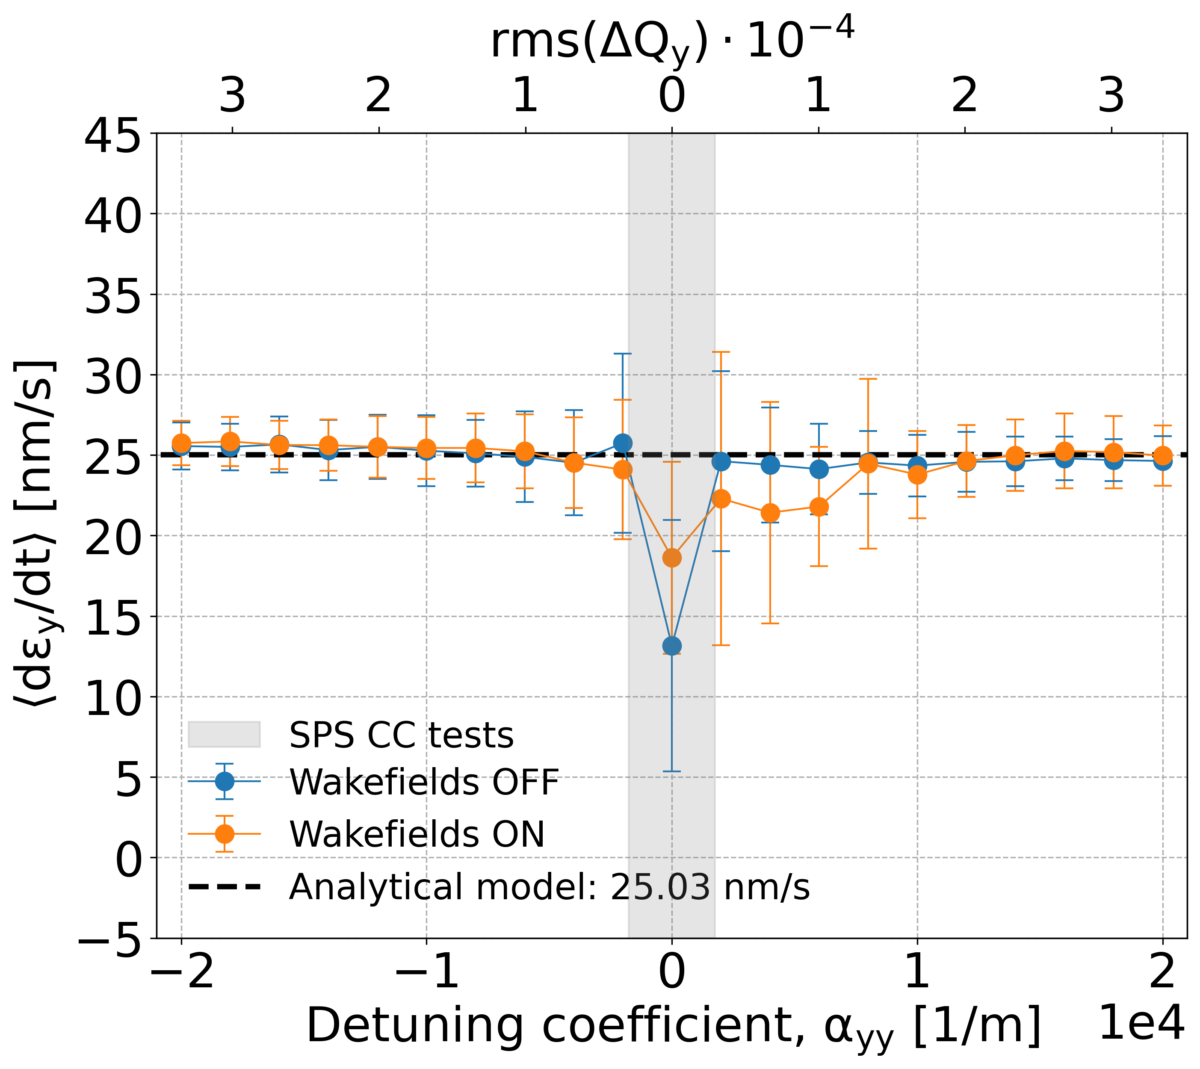 rms(ΔQy) · 10−4
3 2 1 0 1 2 3
45
40
35
30
25
20
15
10
5
0
−5
⟨dεy/dt⟩ [nm/s]
SPS CC tests
Wakefields OFF
Wakefields ON
Analytical model: 25.03 nm/s
−2 −1 0 1 2
Detuning coefficient, αyy [1/m] 1e4